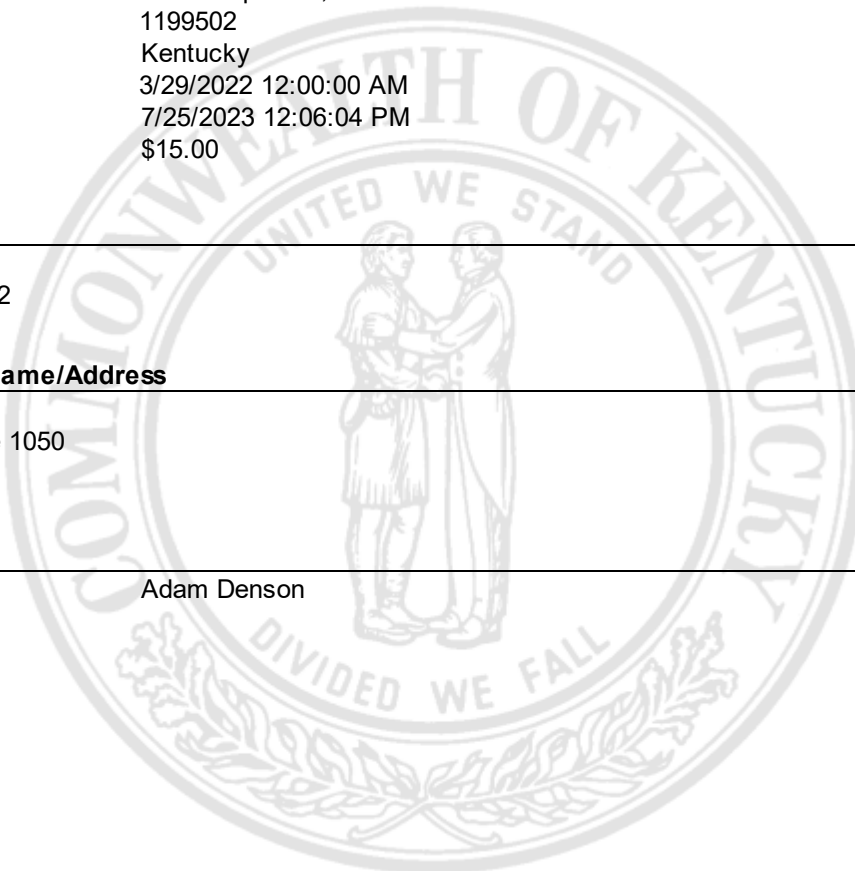 1199502
Kentucky
3/29/2022 12:00:00 AM
7/25/2023 12:06:04 PM
$15.00
COMMONWEALTH OF KENTUCKY
UNITED WE STAND
2
ame/Address
1050
Adam Denson
DIVIDED WE FALL